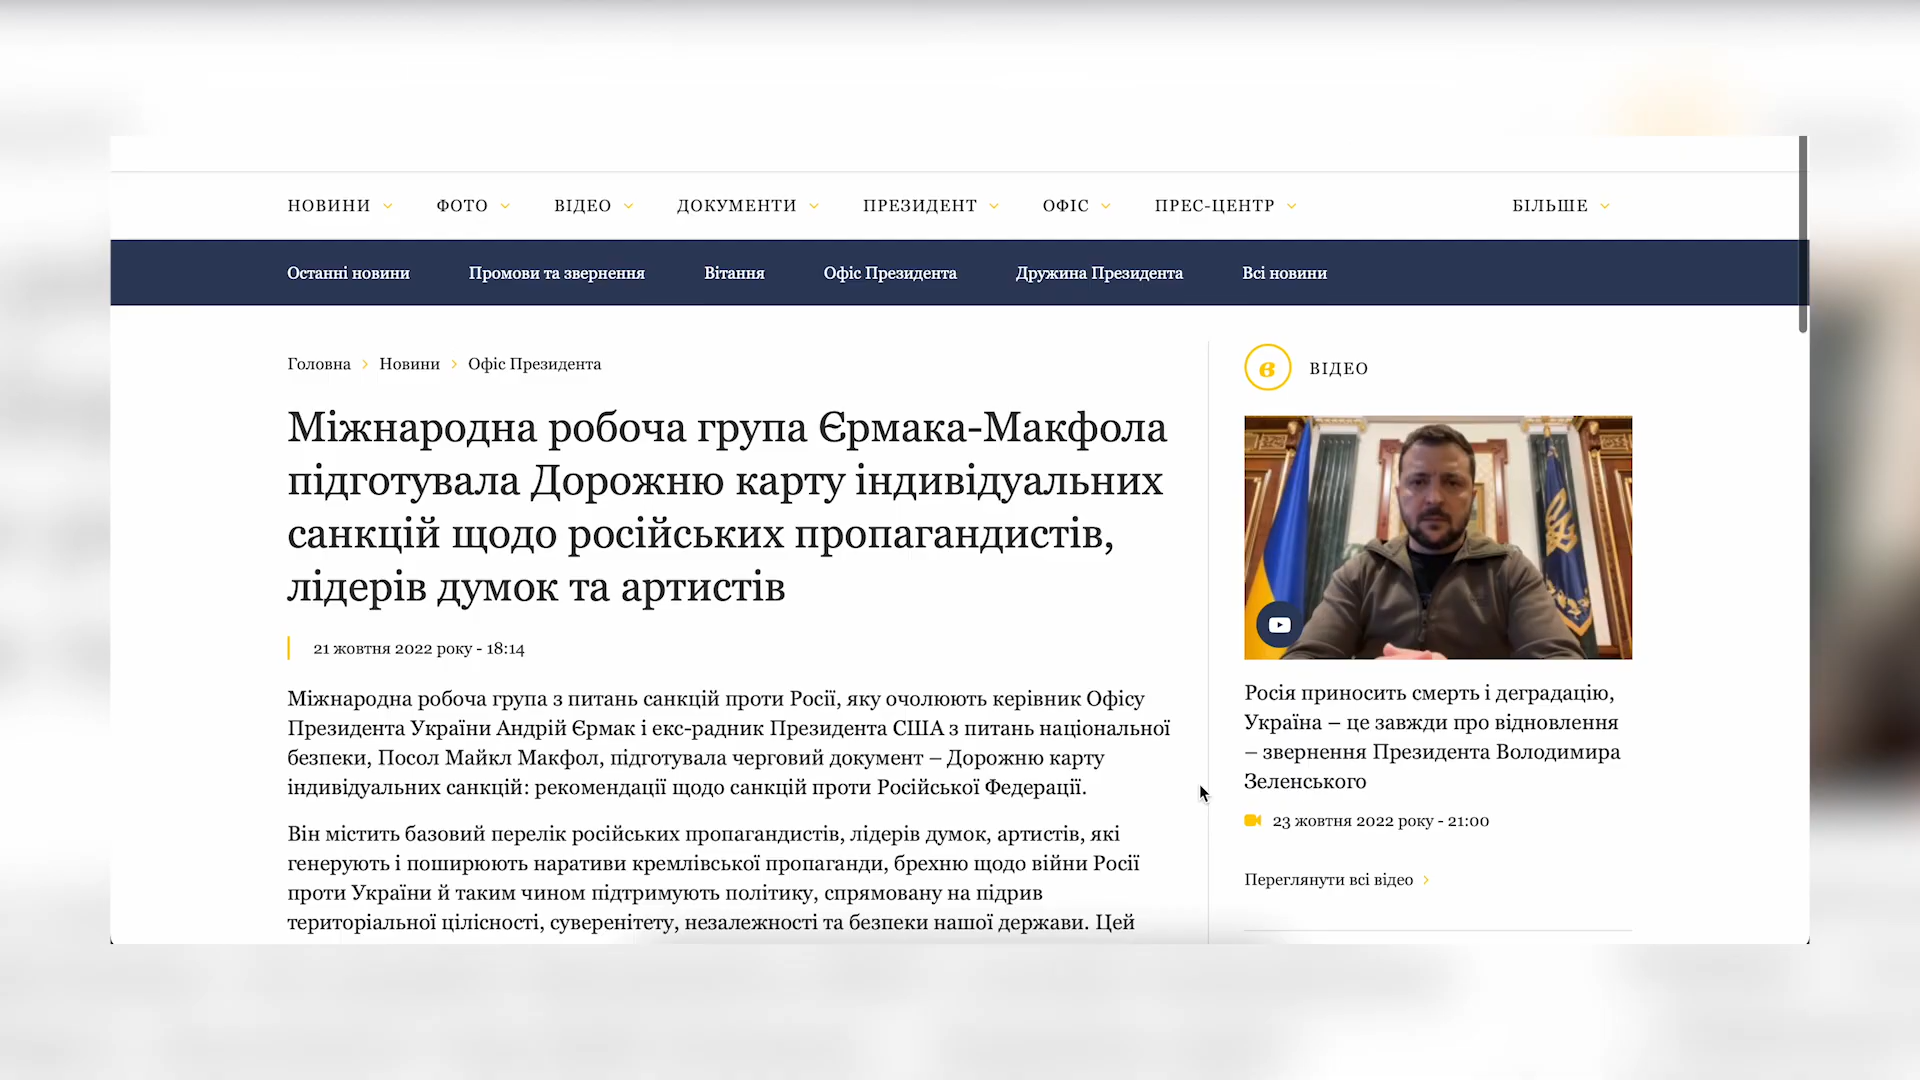 НОВИНИ ФОТО ВІДЕО ДОКУМЕНТИ ПРЕЗИДЕНТ ОФІС ПРЕС-ЦЕНТР БІЛЬШЕ
Останні новини Промови та звернення Вітання Офіс Президента Дружина Президента Всі новини
Головна > Новини > Офіс Президента
Міжнародна робоча група Єрмака-Макфола
підготувала Дорожню карту індивідуальних
санкцій щодо російських пропагандистів,
лідерів думок та артистів
21 жовтня 2022 року - 18:14
Міжнародна робоча група з питань санкцій проти Росії, яку очолюють керівник Офісу
Президента України Андрій Єрмак і екс-радник Президента США з питань національної
безпеки, Посол Майкл Макфол, підготувала черговий документ – Дорожню карту
індивідуальних санкцій: рекомендації щодо санкцій проти Російської Федерації.
Він містить базовий перелік російських пропагандистів, лідерів думок, артистів, які
генерують і поширюють наративи кремлівської пропаганди, брехню щодо війни Росії
проти України й таким чином підтримують політику, спрямовану на підрив
територіальної цілісності, суверенітету, незалежності та безпеки нашої держави. Цей
в ВІДЕО
Росія приносить смерть і деградацію,
Україна – це завжди про відновлення
– звернення Президента Володимира
Зеленського
23 жовтня 2022 року - 21:00
Переглянути всі відео >